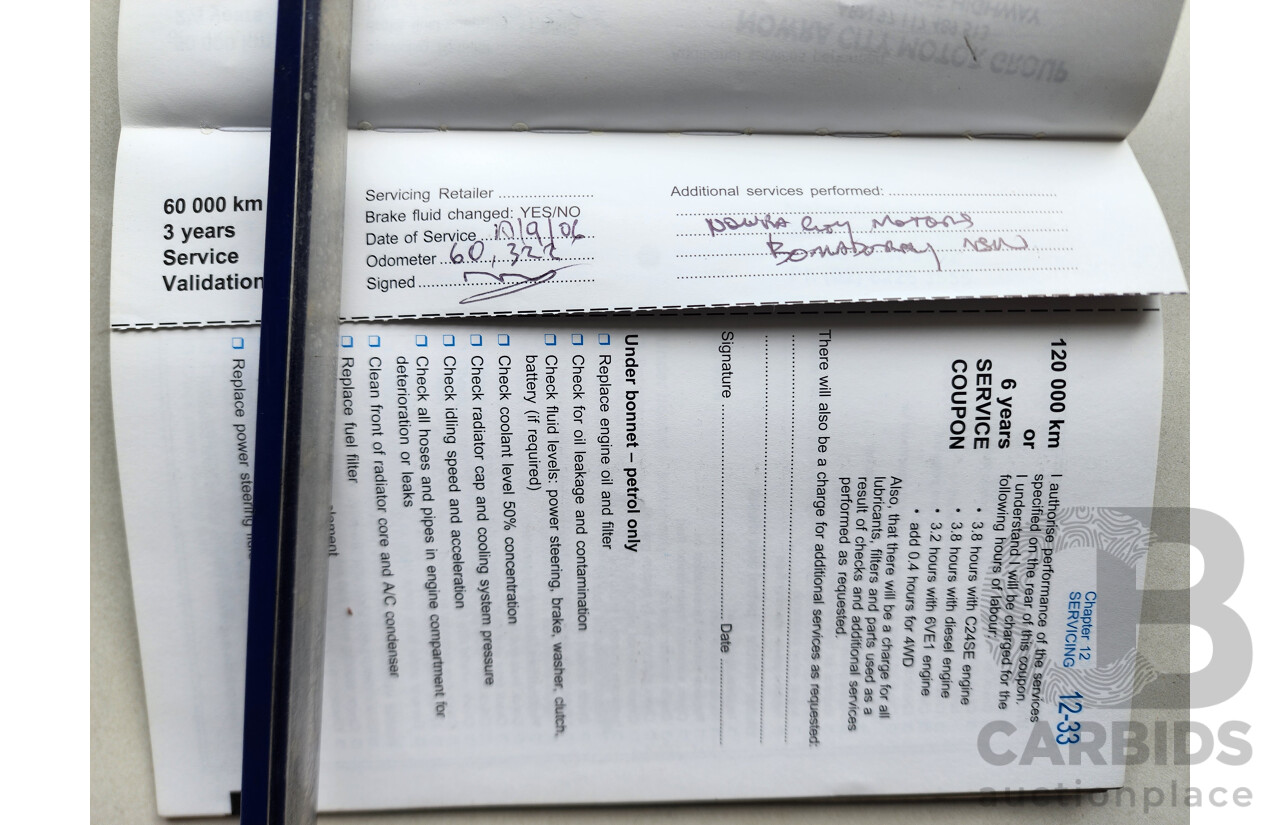 NOWRA CITY MOTOR GROUP
60 000 km
3 years
Service
Validation
Servicing Retailer ........................
Brake fluid changed: YES/NO
Date of Service .../9/06
Odometer...60,322
Signed
Additional services performed:
NOWRA City MOTORS
BOMADERRY NSW
120 000 km
or
6 years
SERVICE
COUPON
Chapter 12
SERVICING 12-33
I authorise performance of the services
specified on the rear of this coupon.
I understand I will be charged for the
following hours of labour:
• 3.8 hours with C24SE engine
• 3.8 hours with diesel engine
• 3.2 hours with 6VE1 engine
• add 0.4 hours for 4WD
Also, that there will be a charge for all
lubricants, filters and parts used as a
result of checks and additional services
performed as requested.
There will also be a charge for additional services as requested:
Signature ........................ Date ........................
Under bonnet – petrol only
❐ Replace engine oil and filter
❐ Check for oil leakage and contamination
❐ Check fluid levels: power steering, brake, washer, clutch,
battery (if required)
❐ Check coolant level 50% concentration
❐ Check radiator cap and cooling system pressure
❐ Check idling speed and acceleration
❐ Check all hoses and pipes in engine compartment for
deterioration or leaks
❐ Clean front of radiator core and A/C condenser
❐ Replace fuel filter
❐ Replace power steering
B
CARBIDS
auctionplace